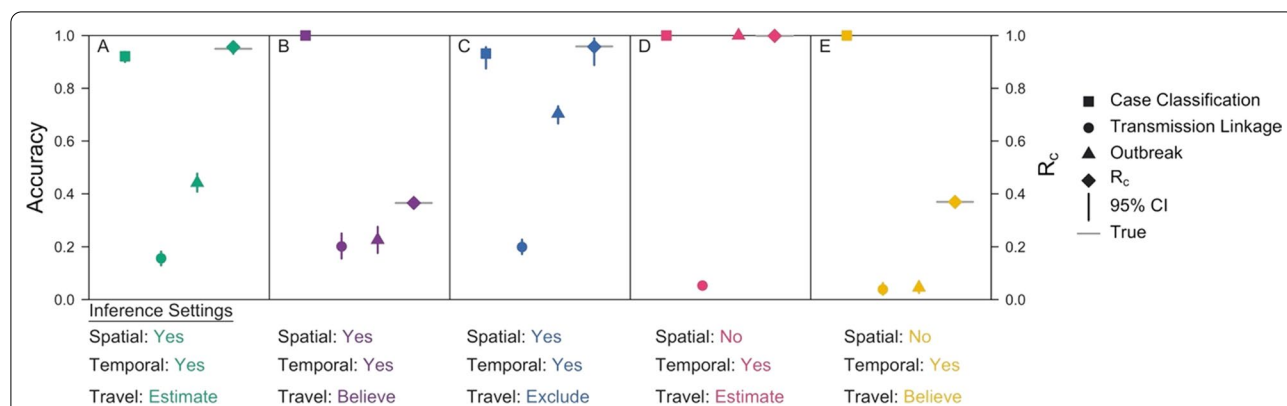 A B C D E
1.0 1.0
0.8 0.8
0.6 0.6
0.4 0.4
0.2 0.2
0.0 0.0
Accuracy
Rc
Case Classification
Transmission Linkage
Outbreak
Rc
95% CI
True
Inference Settings
Spatial: Yes Spatial: Yes Spatial: Yes Spatial: No Spatial: No
Temporal: Yes Temporal: Yes Temporal: Yes Temporal: Yes Temporal: Yes
Travel: Estimate Travel: Believe Travel: Exclude Travel: Estimate Travel: Believe